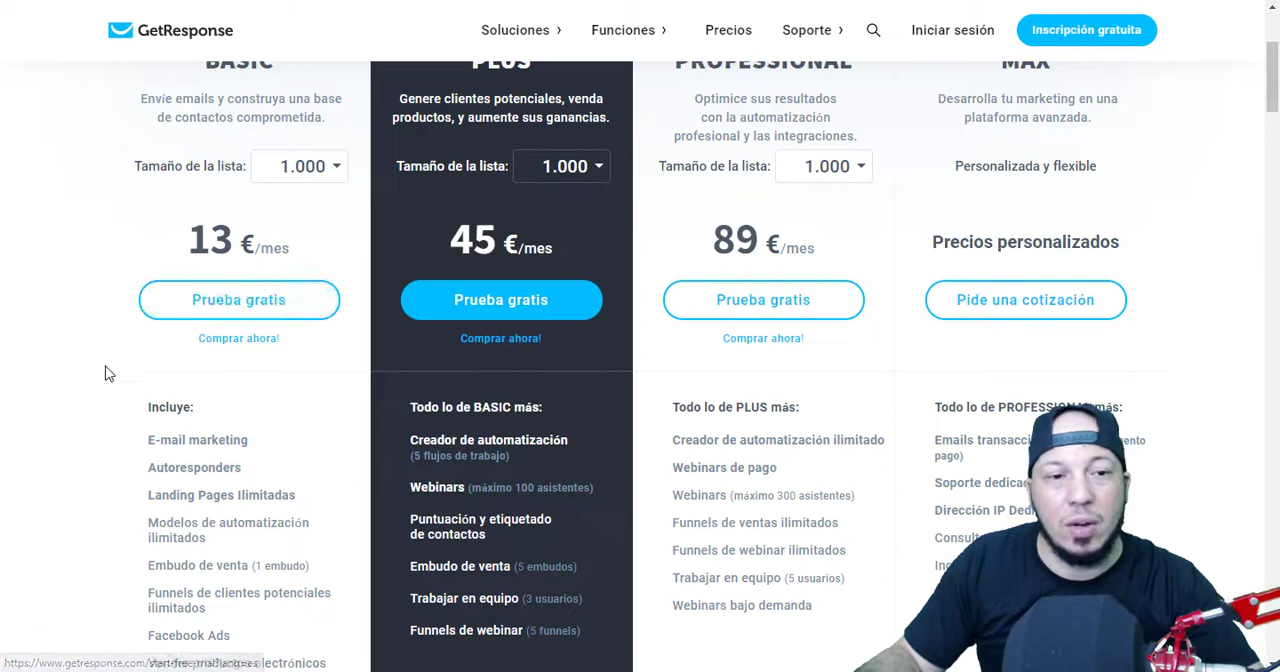 GetResponse
Soluciones
Funciones
Precios
Soporte
Iniciar sesión
Inscripción gratuita
BASIC
Envíe emails y construya una base
de contactos comprometida.
Tamaño de la lista: 1.000
13 €/mes
Prueba gratis
Comprar ahora!
Incluye:
E-mail marketing
Autoresponders
Landing Pages Ilimitadas
Modelos de automatización
ilimitados
Embudo de venta (1 embudo)
Funnels de clientes potenciales
ilimitados
Facebook Ads
PLUS
Genere clientes potenciales, venda
productos, y aumente sus ganancias.
Tamaño de la lista: 1.000
45 €/mes
Prueba gratis
Comprar ahora!
Todo lo de BASIC más:
Creador de automatización
(5 flujos de trabajo)
Webinars (máximo 100 asistentes)
Puntuación y etiquetado
de contactos
Embudo de venta (5 embudos)
Trabajar en equipo (3 usuarios)
Funnels de webinar (5 funnels)
PROFESSIONAL
Optimice sus resultados
con la automatización
profesional y las integraciones.
Tamaño de la lista: 1.000
89 €/mes
Prueba gratis
Comprar ahora!
Todo lo de PLUS más:
Creador de automatización ilimitado
Webinars de pago
Webinars (máximo 300 asistentes)
Funnels de ventas ilimitados
Funnels de webinar ilimitados
Trabajar en equipo (5 usuarios)
Webinars bajo demanda
MAX
Desarrolla tu marketing en una
plataforma avanzada.
Personalizada y flexible
Precios personalizados
Pide una cotización
Todo lo de más:
Emails
pago)
Soporte
Dirección IP